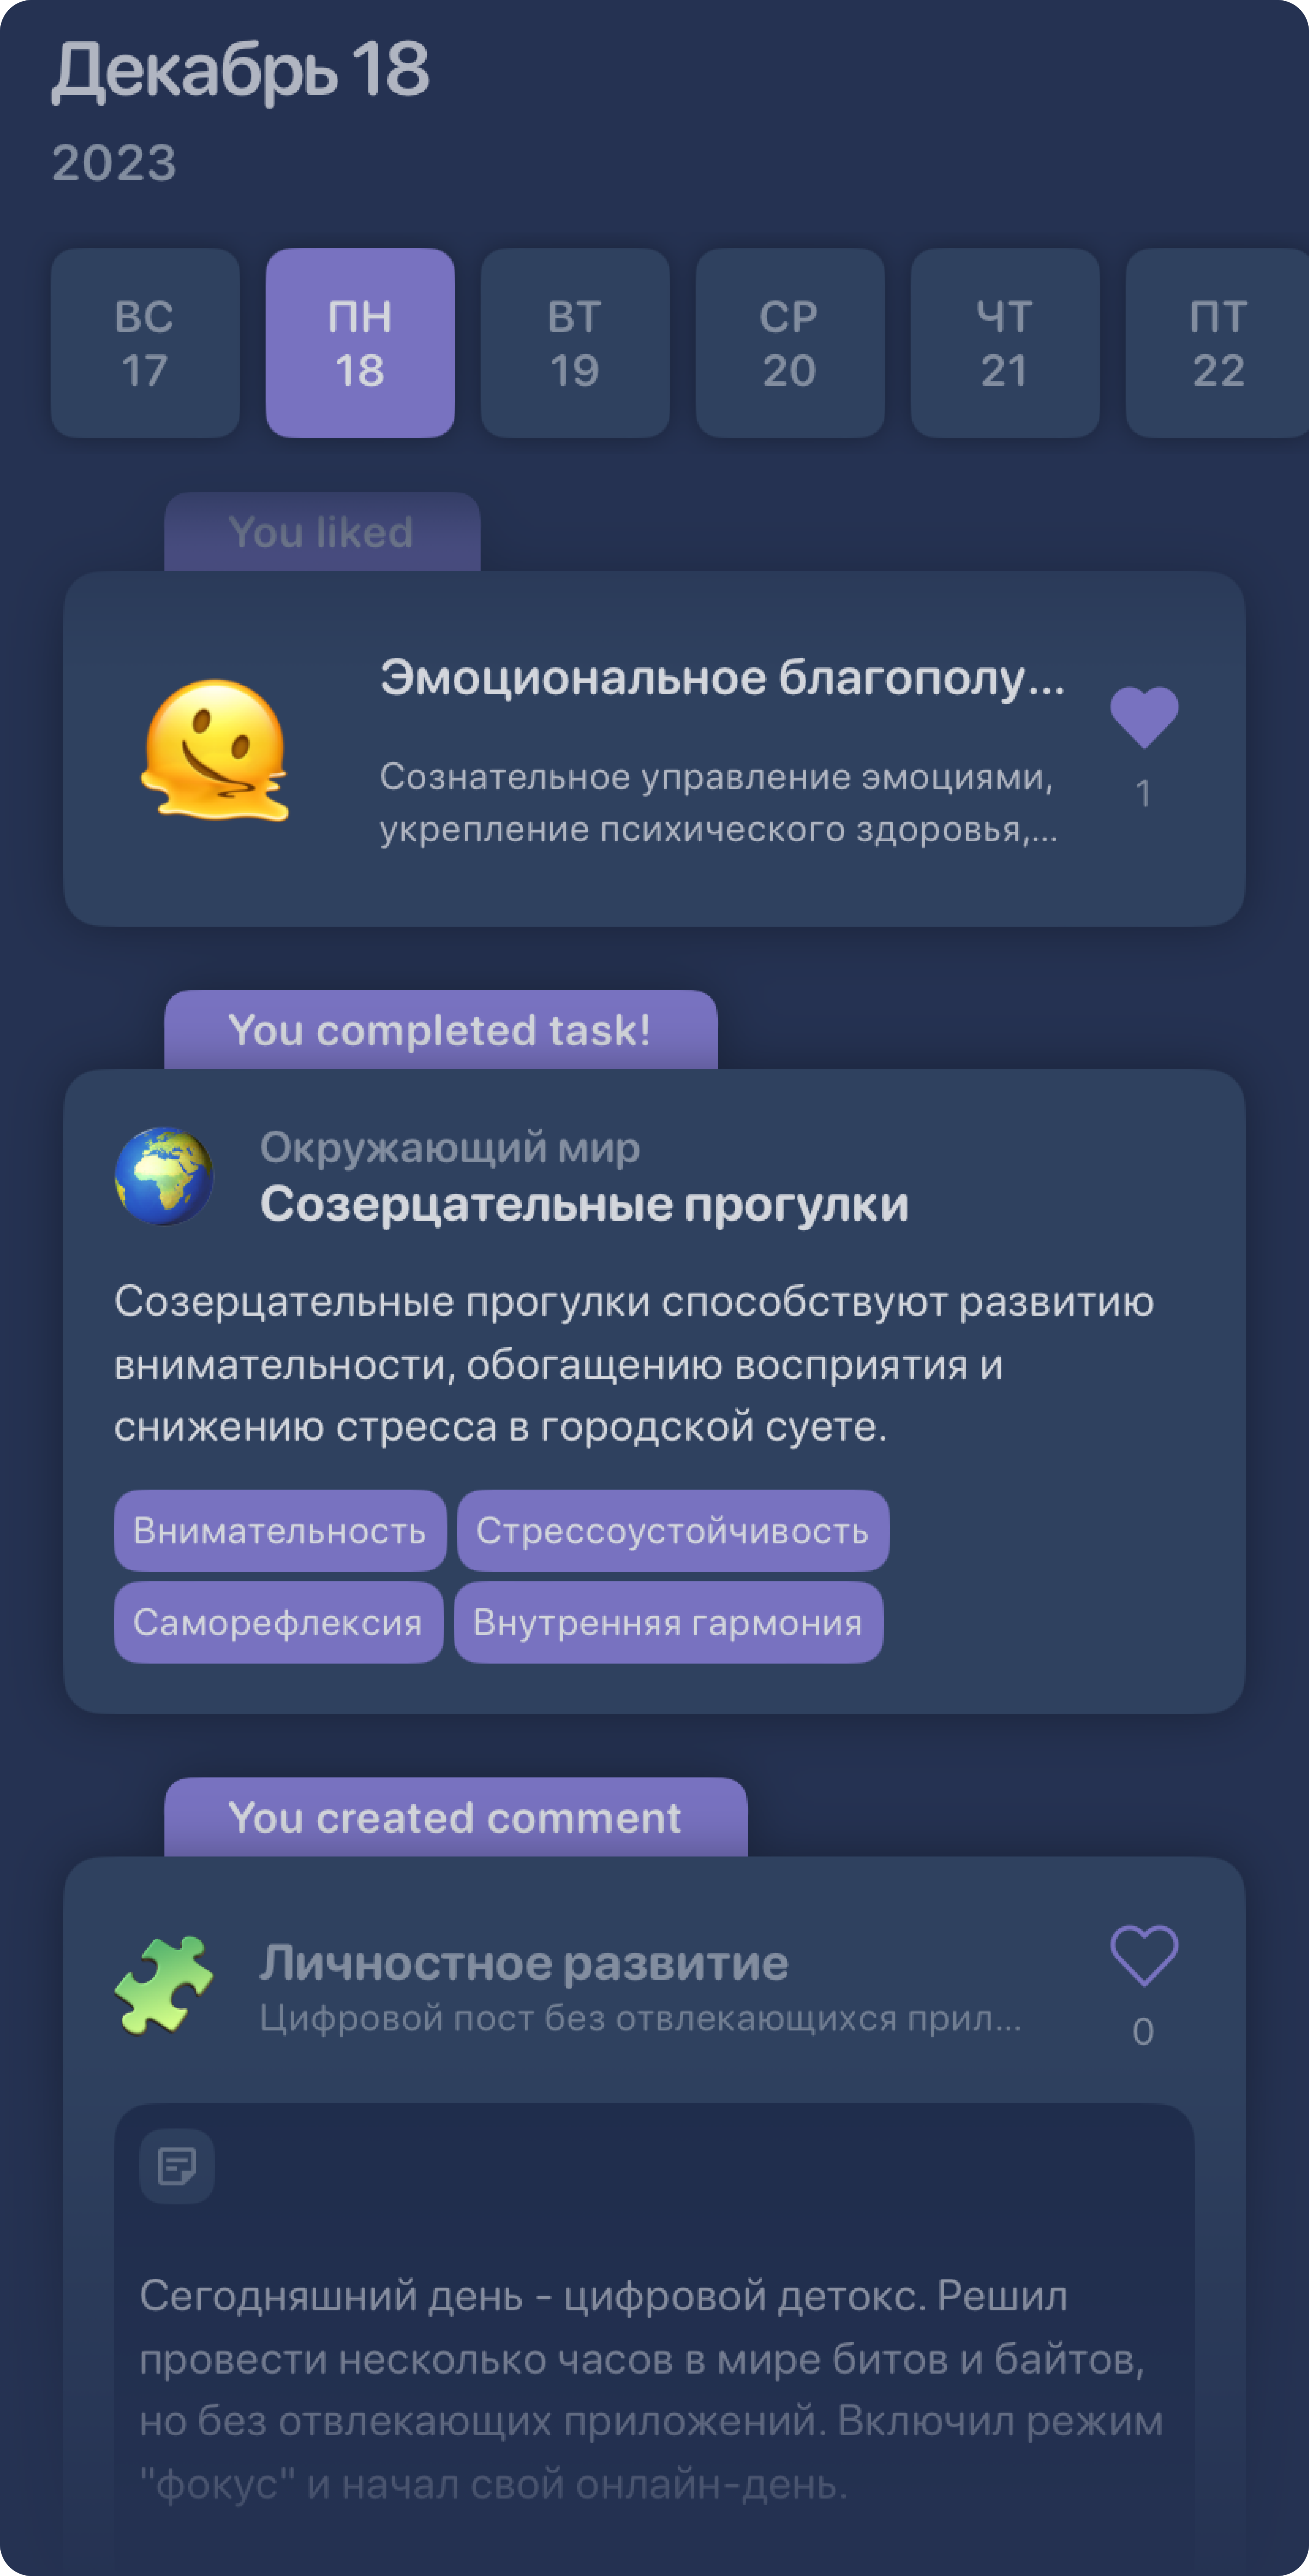 Декабрь 18
2023
ВС
17
ПН
18
ВТ
19
СР
20
ЧТ
21
ПТ
22
You liked
Эмоциональное благополу...
Сознательное управление эмоциями,
укрепление психического здоровья,...
1
You completed task!
Окружающий мир
Созерцательные прогулки
Созерцательные прогулки способствуют развитию
внимательности, обогащению восприятия и
снижению стресса в городской суете.
Внимательность
Стрессоустойчивость
Саморефлексия
Внутренняя гармония
You created comment
Личностное развитие
Цифровой пост без отвлекающихся прил...
0
Сегодняшний день - цифровой детокс. Решил
провести несколько часов в мире битов и байтов,
но без отвлекающих приложений. Включил режим
"фокус" и начал свой онлайн-день.